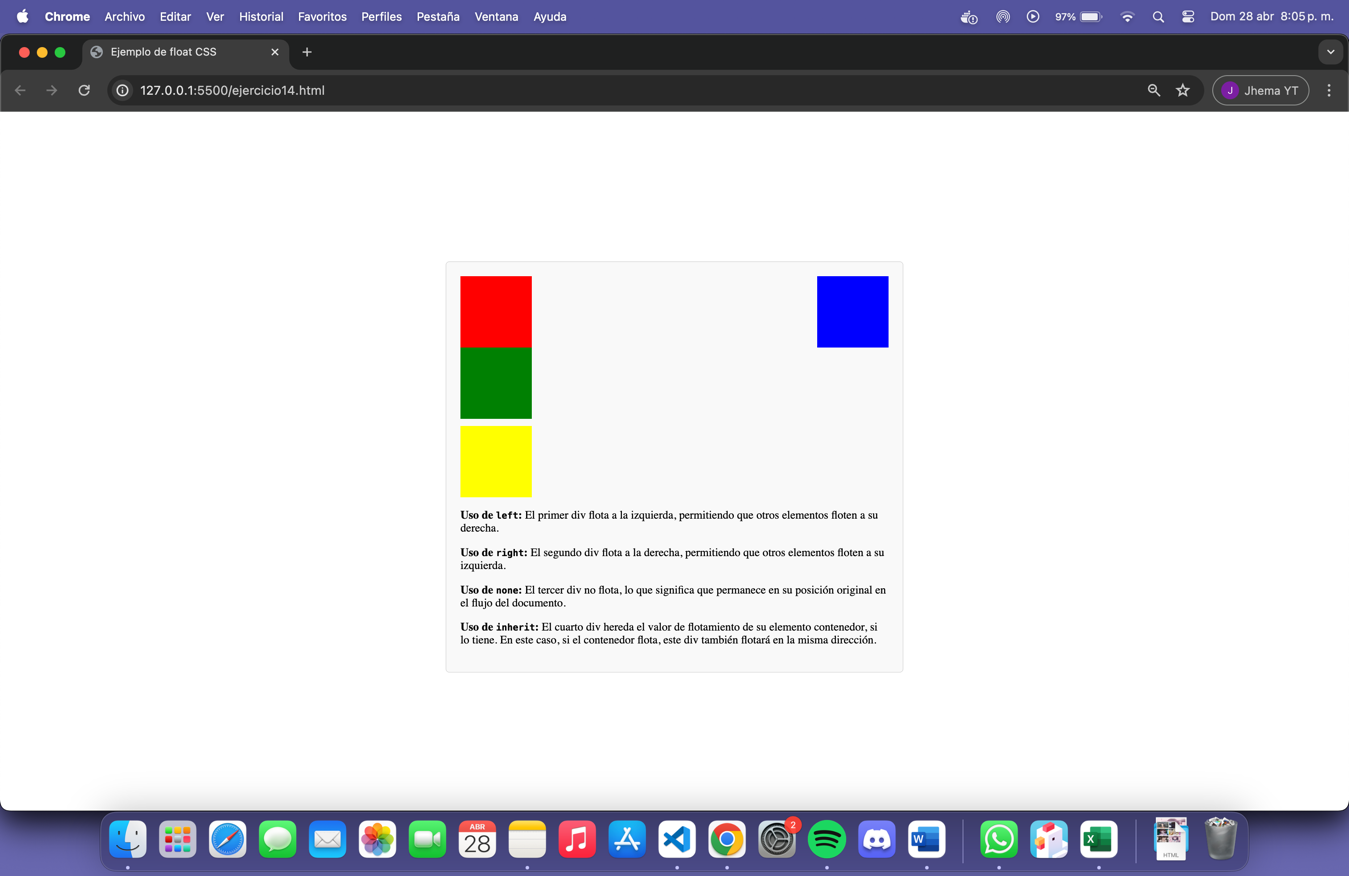 Chrome Archivo Editar Ver Historial Favoritos Perfiles Pestaña Ventana Ayuda 97% Dom 28 abr 8:05 p. m.
Ejemplo de float CSS
127.0.0.1:5500/ejercicio14.html J Jhema YT
Uso de left: El primer div flota a la izquierda, permitiendo que otros elementos floten a su
derecha.
Uso de right: El segundo div flota a la derecha, permitiendo que otros elementos floten a su
izquierda.
Uso de none: El tercer div no flota, lo que significa que permanece en su posición original en
el flujo del documento.
Uso de inherit: El cuarto div hereda el valor de flotamiento de su elemento contenedor, si
lo tiene. En este caso, si el contenedor flota, este div también flotará en la misma dirección.
ABR
28
2
W
X
HTML